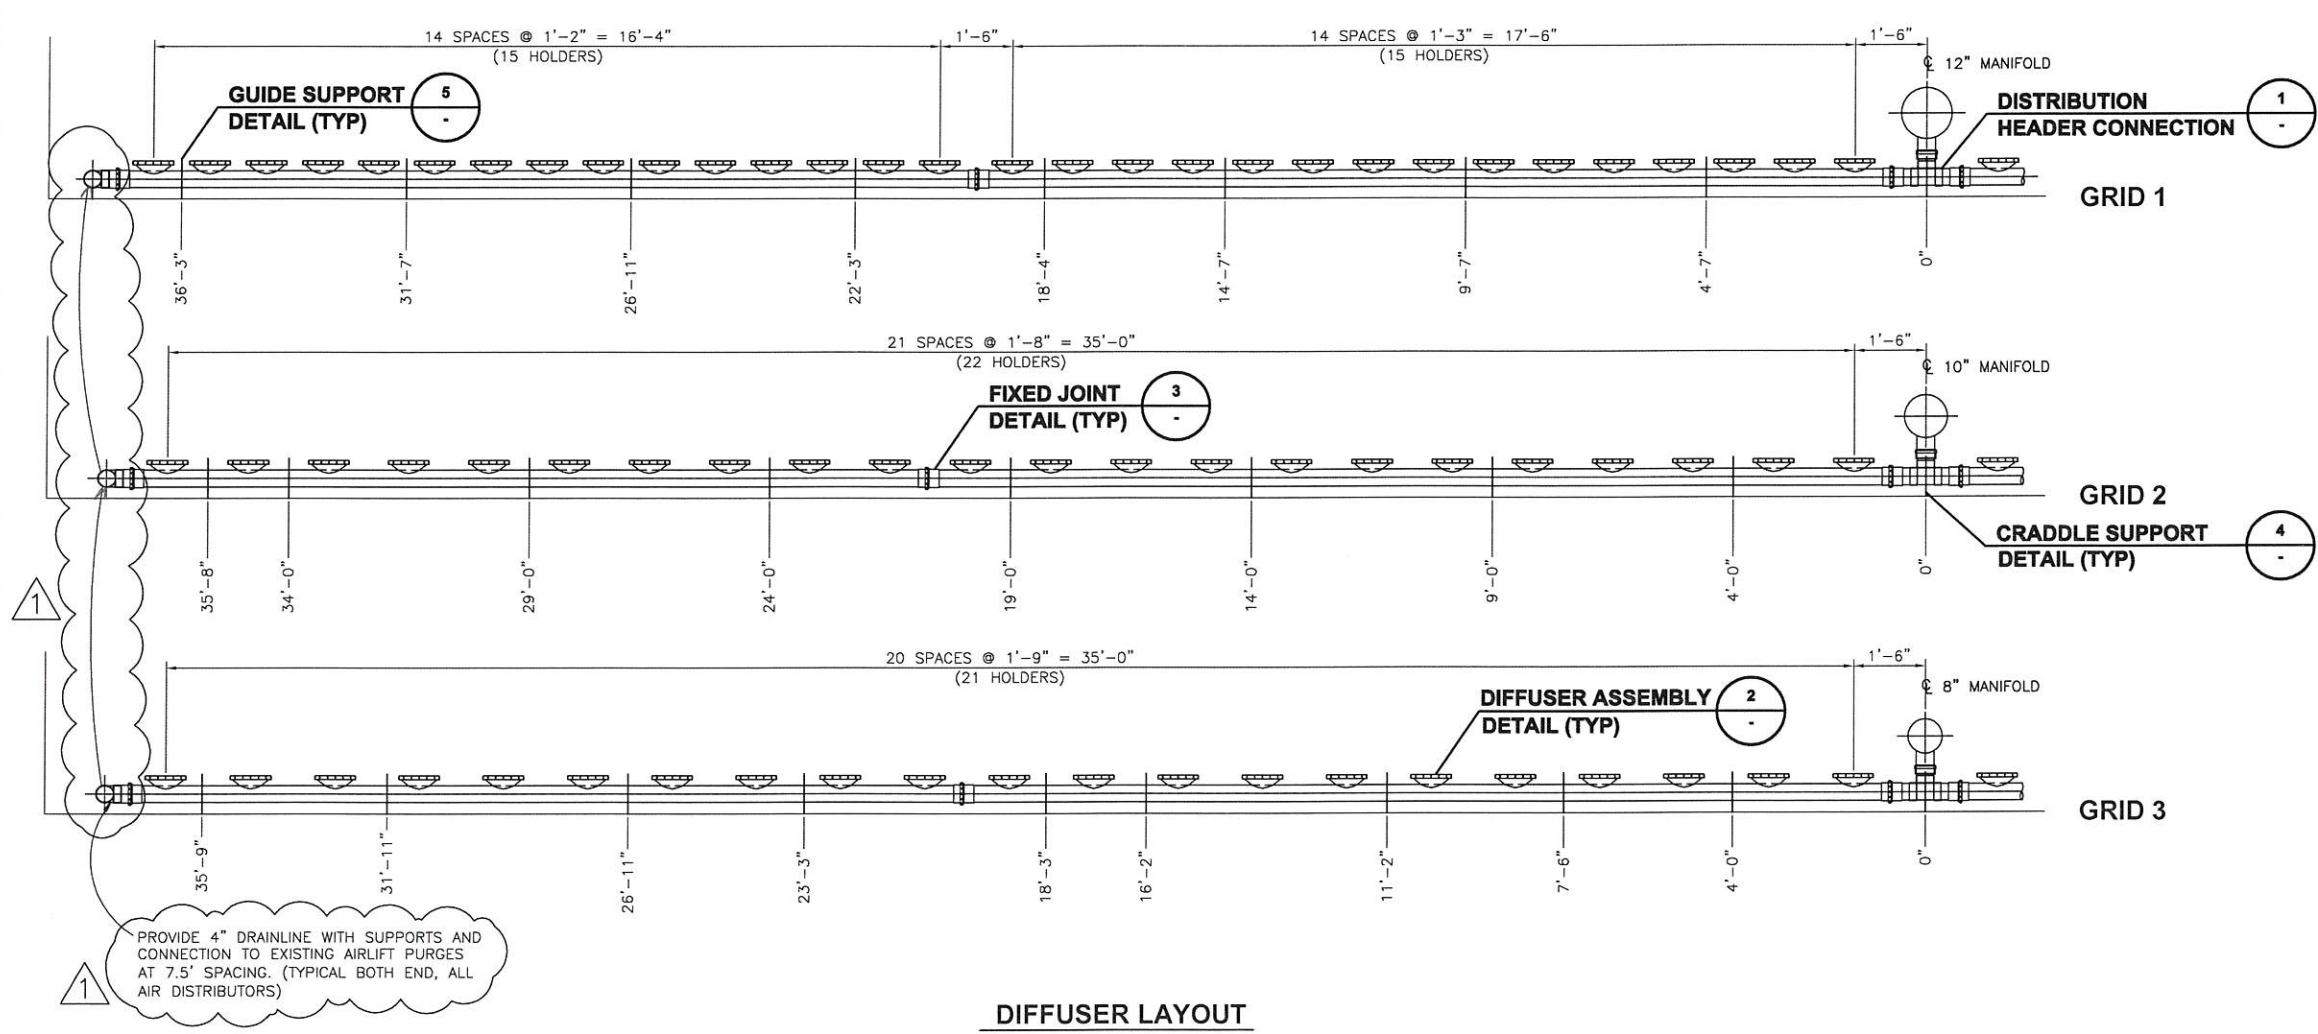 14 SPACES @ 1'-2" = 16'-4"
(15 HOLDERS)
1'-6"
14 SPACES @ 1'-3" = 17'-6"
(15 HOLDERS)
1'-6"
℄ 12" MANIFOLD
GUIDE SUPPORT
DETAIL (TYP)
5
-
DISTRIBUTION
HEADER CONNECTION
1
-
GRID 1
36'-3"
31'-7"
26'-11"
22'-3"
18'-4"
14'-7"
9'-7"
4'-7"
0"
21 SPACES @ 1'-8" = 35'-0"
(22 HOLDERS)
1'-6"
℄ 10" MANIFOLD
FIXED JOINT
DETAIL (TYP)
3
-
GRID 2
CRADDLE SUPPORT
DETAIL (TYP)
4
-
35'-8"
34'-0"
29'-0"
24'-0"
19'-0"
14'-0"
9'-0"
4'-0"
0"
1
20 SPACES @ 1'-9" = 35'-0"
(21 HOLDERS)
1'-6"
℄ 8" MANIFOLD
DIFFUSER ASSEMBLY
DETAIL (TYP)
2
-
GRID 3
35'-9"
31'-11"
26'-11"
23'-3"
18'-3"
16'-2"
11'-2"
7'-6"
4'-0"
0"
PROVIDE 4" DRAINLINE WITH SUPPORTS AND
CONNECTION TO EXISTING AIRLIFT PURGES
AT 7.5' SPACING. (TYPICAL BOTH END, ALL
AIR DISTRIBUTORS)
1
DIFFUSER LAYOUT